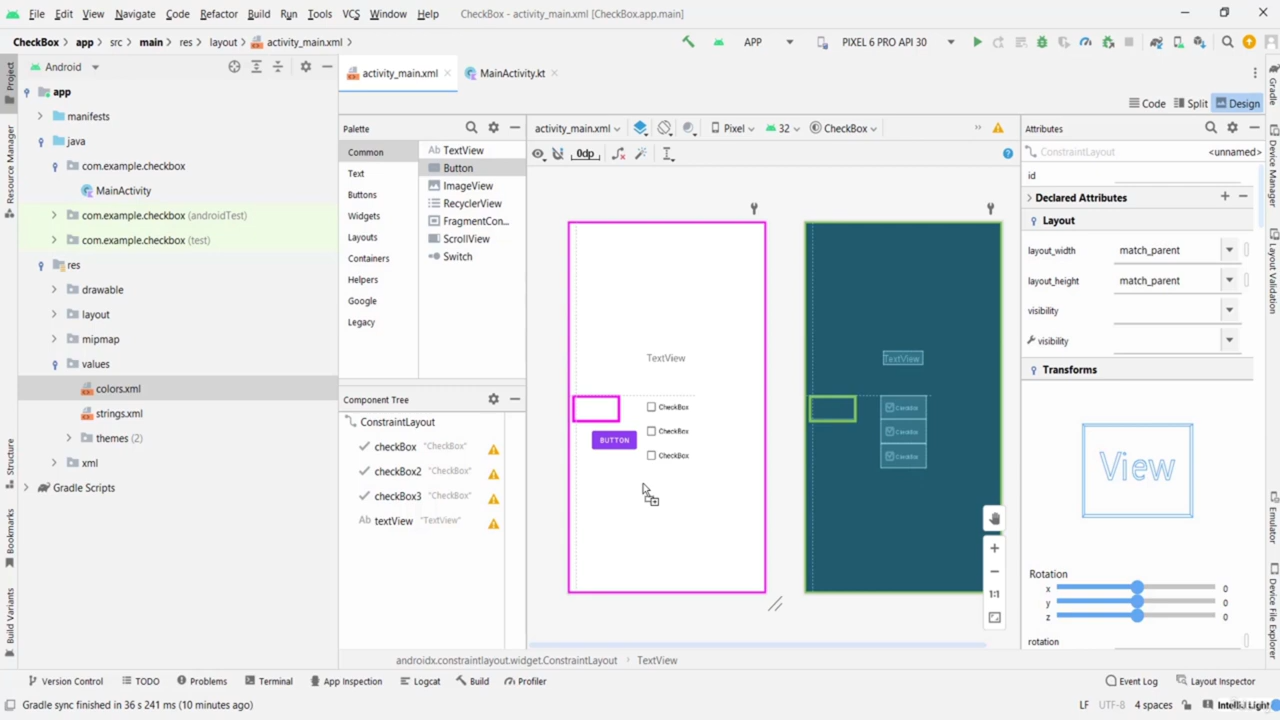 File Edit View Navigate Code Refactor Build Run Tools VCS Window Help CheckBox - activity_main.xml [CheckBox.app.main]
CheckBox app src main res layout activity_main.xml APP PIXEL 6 PRO API 30
Android activity_main.xml MainActivity.kt
Code Split Design
Project
Resource Manager
Structure
Bookmarks
Build Variants
app
manifests
java
com.example.checkbox
MainActivity
com.example.checkbox (androidTest)
com.example.checkbox (test)
res
drawable
layout
mipmap
values
colors.xml
strings.xml
themes (2)
xml
Gradle Scripts
Palette
Common
Text
Buttons
Widgets
Layouts
Containers
Helpers
Google
Legacy
Ab TextView
Button
ImageView
RecyclerView
FragmentCon...
ScrollView
Switch
Component Tree
ConstraintLayout
checkBox "CheckBox"
checkBox2 "CheckBox"
checkBox3 "CheckBox"
Ab textView "TextView"
activity_main.xml Pixel 32 CheckBox
0dp
TextView
CheckBox
CheckBox
CheckBox
BUTTON
TextView
CheckBox
CheckBox
CheckBox
1:1
Attributes
ConstraintLayout <unnamed>
id
Declared Attributes
Layout
layout_width match_parent
layout_height match_parent
visibility
visibility
Transforms
View
Rotation
x 0
y 0
z 0
rotation
Gradle
Device Manager
Layout Validation
Emulator
Device File Explorer
androidx.constraintlayout.widget.ConstraintLayout TextView
Version Control TODO Problems Terminal App Inspection Logcat Build Profiler Event Log Layout Inspector
Gradle sync finished in 36 s 241 ms (10 minutes ago) LF UTF-8 4 spaces IntelliJ Light